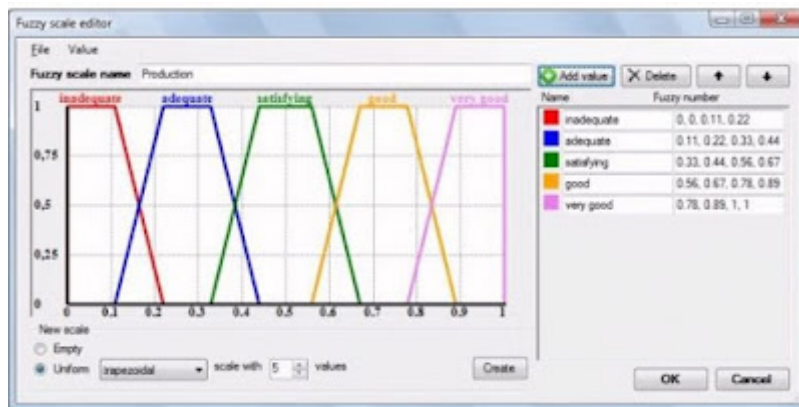 Fuzzy scale editor
File Value
Fuzzy scale name Production
Add value Delete
Name Fuzzy number
inadequate adequate satisfying good very good
1
0,75
0,5
0,25
0
0 0.1 0.2 0.3 0.4 0.5 0.6 0.7 0.8 0.9 1
inadequate 0, 0, 0.11, 0.22
adequate 0.11, 0.22, 0.33, 0.44
satisfying 0.33, 0.44, 0.56, 0.67
good 0.56, 0.67, 0.78, 0.89
very good 0.78, 0.89, 1, 1
New scale
Empty
Uniform trapezoidal scale with 5 values Create
OK Cancel